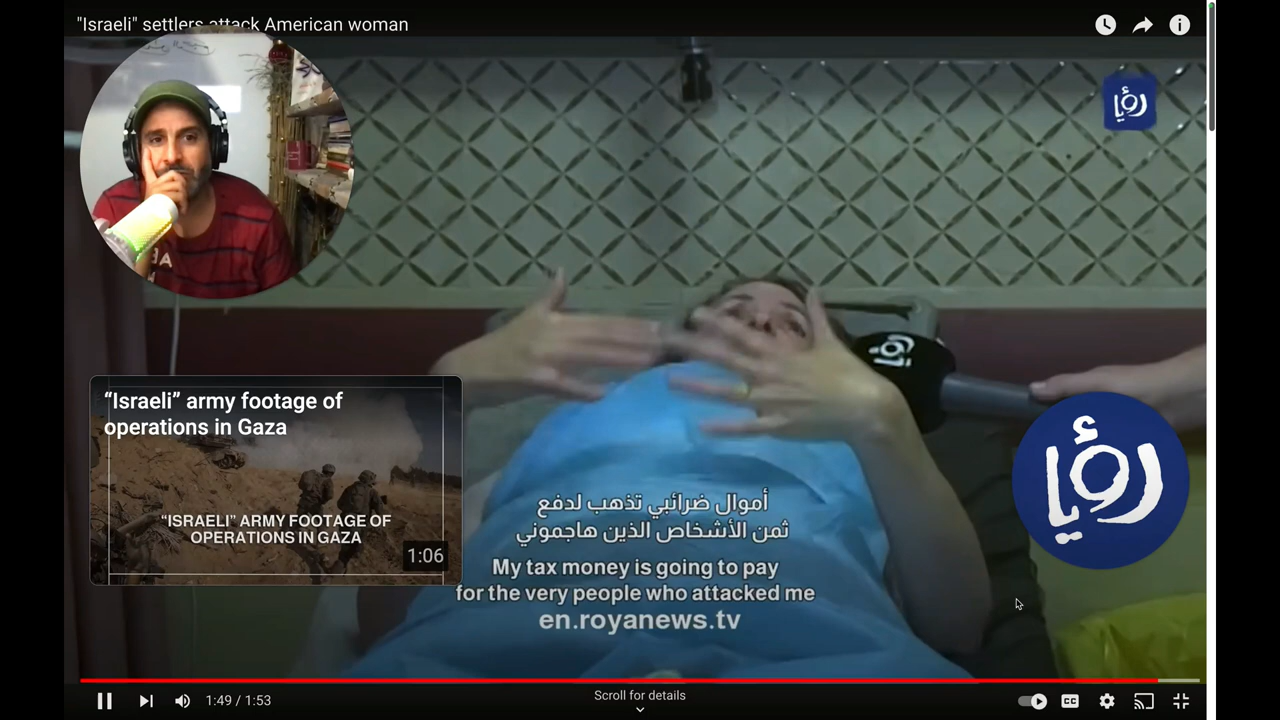 "Israeli" settlers attack American woman
رؤيا
رؤيا
“Israeli” army footage of
operations in Gaza
“ISRAELI” ARMY FOOTAGE OF
OPERATIONS IN GAZA
1:06
أموال ضرائبي تذهب لدفع
ثمن الأشخاص الذين هاجموني
My tax money is going to pay
for the very people who attacked me
en.royanews.tv
رؤيا
1:49 / 1:53
Scroll for details
CC